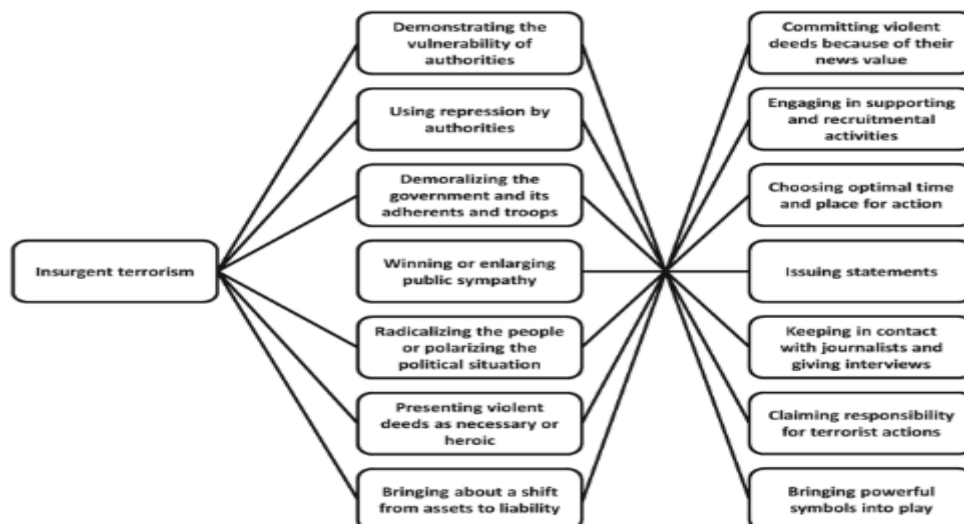 Demonstrating the
vulnerability of
authorities
Using repression by
authorities
Demoralizing the
government and its
adherents and troops
Insurgent terrorism
Winning or enlarging
public sympathy
Radicalizing the people
or polarizing the
political situation
Presenting violent
deeds as necessary or
heroic
Bringing about a shift
from assets to liability
Committing violent
deeds because of their
news value
Engaging in supporting
and recruitmental
activities
Choosing optimal time
and place for action
Issuing statements
Keeping in contact
with journalists and
giving interviews
Claiming responsibility
for terrorist actions
Bringing powerful
symbols into play